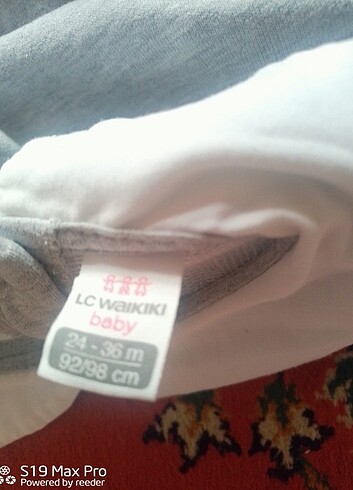 LC WAIKIKI
baby
24 - 36 m
92/98 cm
S19 Max Pro
Powered by reeder